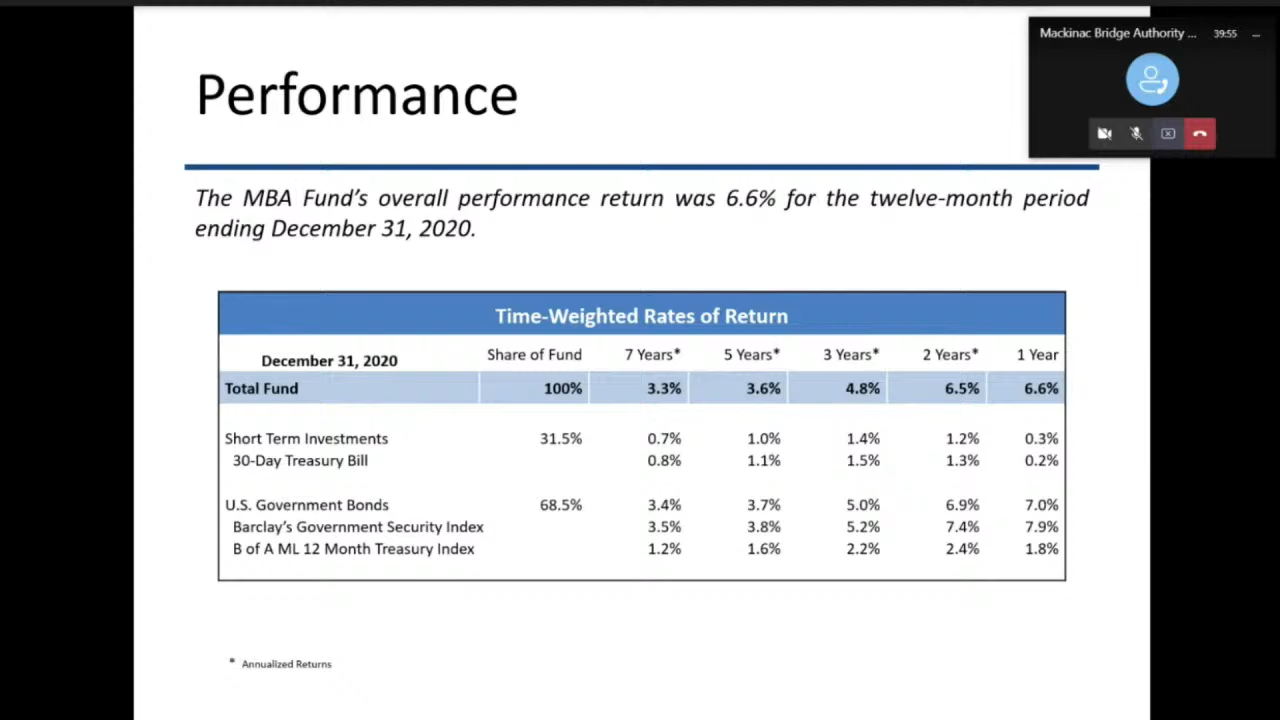 Mackinac Bridge Authority ... 39:55 ...
Performance
The MBA Fund's overall performance return was 6.6% for the twelve-month period
ending December 31, 2020.
Time-Weighted Rates of Return
December 31, 2020 Share of Fund 7 Years* 5 Years* 3 Years* 2 Years* 1 Year
Total Fund 100% 3.3% 3.6% 4.8% 6.5% 6.6%
Short Term Investments 31.5% 0.7% 1.0% 1.4% 1.2% 0.3%
30-Day Treasury Bill 0.8% 1.1% 1.5% 1.3% 0.2%
U.S. Government Bonds 68.5% 3.4% 3.7% 5.0% 6.9% 7.0%
Barclay's Government Security Index 3.5% 3.8% 5.2% 7.4% 7.9%
B of A ML 12 Month Treasury Index 1.2% 1.6% 2.2% 2.4% 1.8%
* Annualized Returns